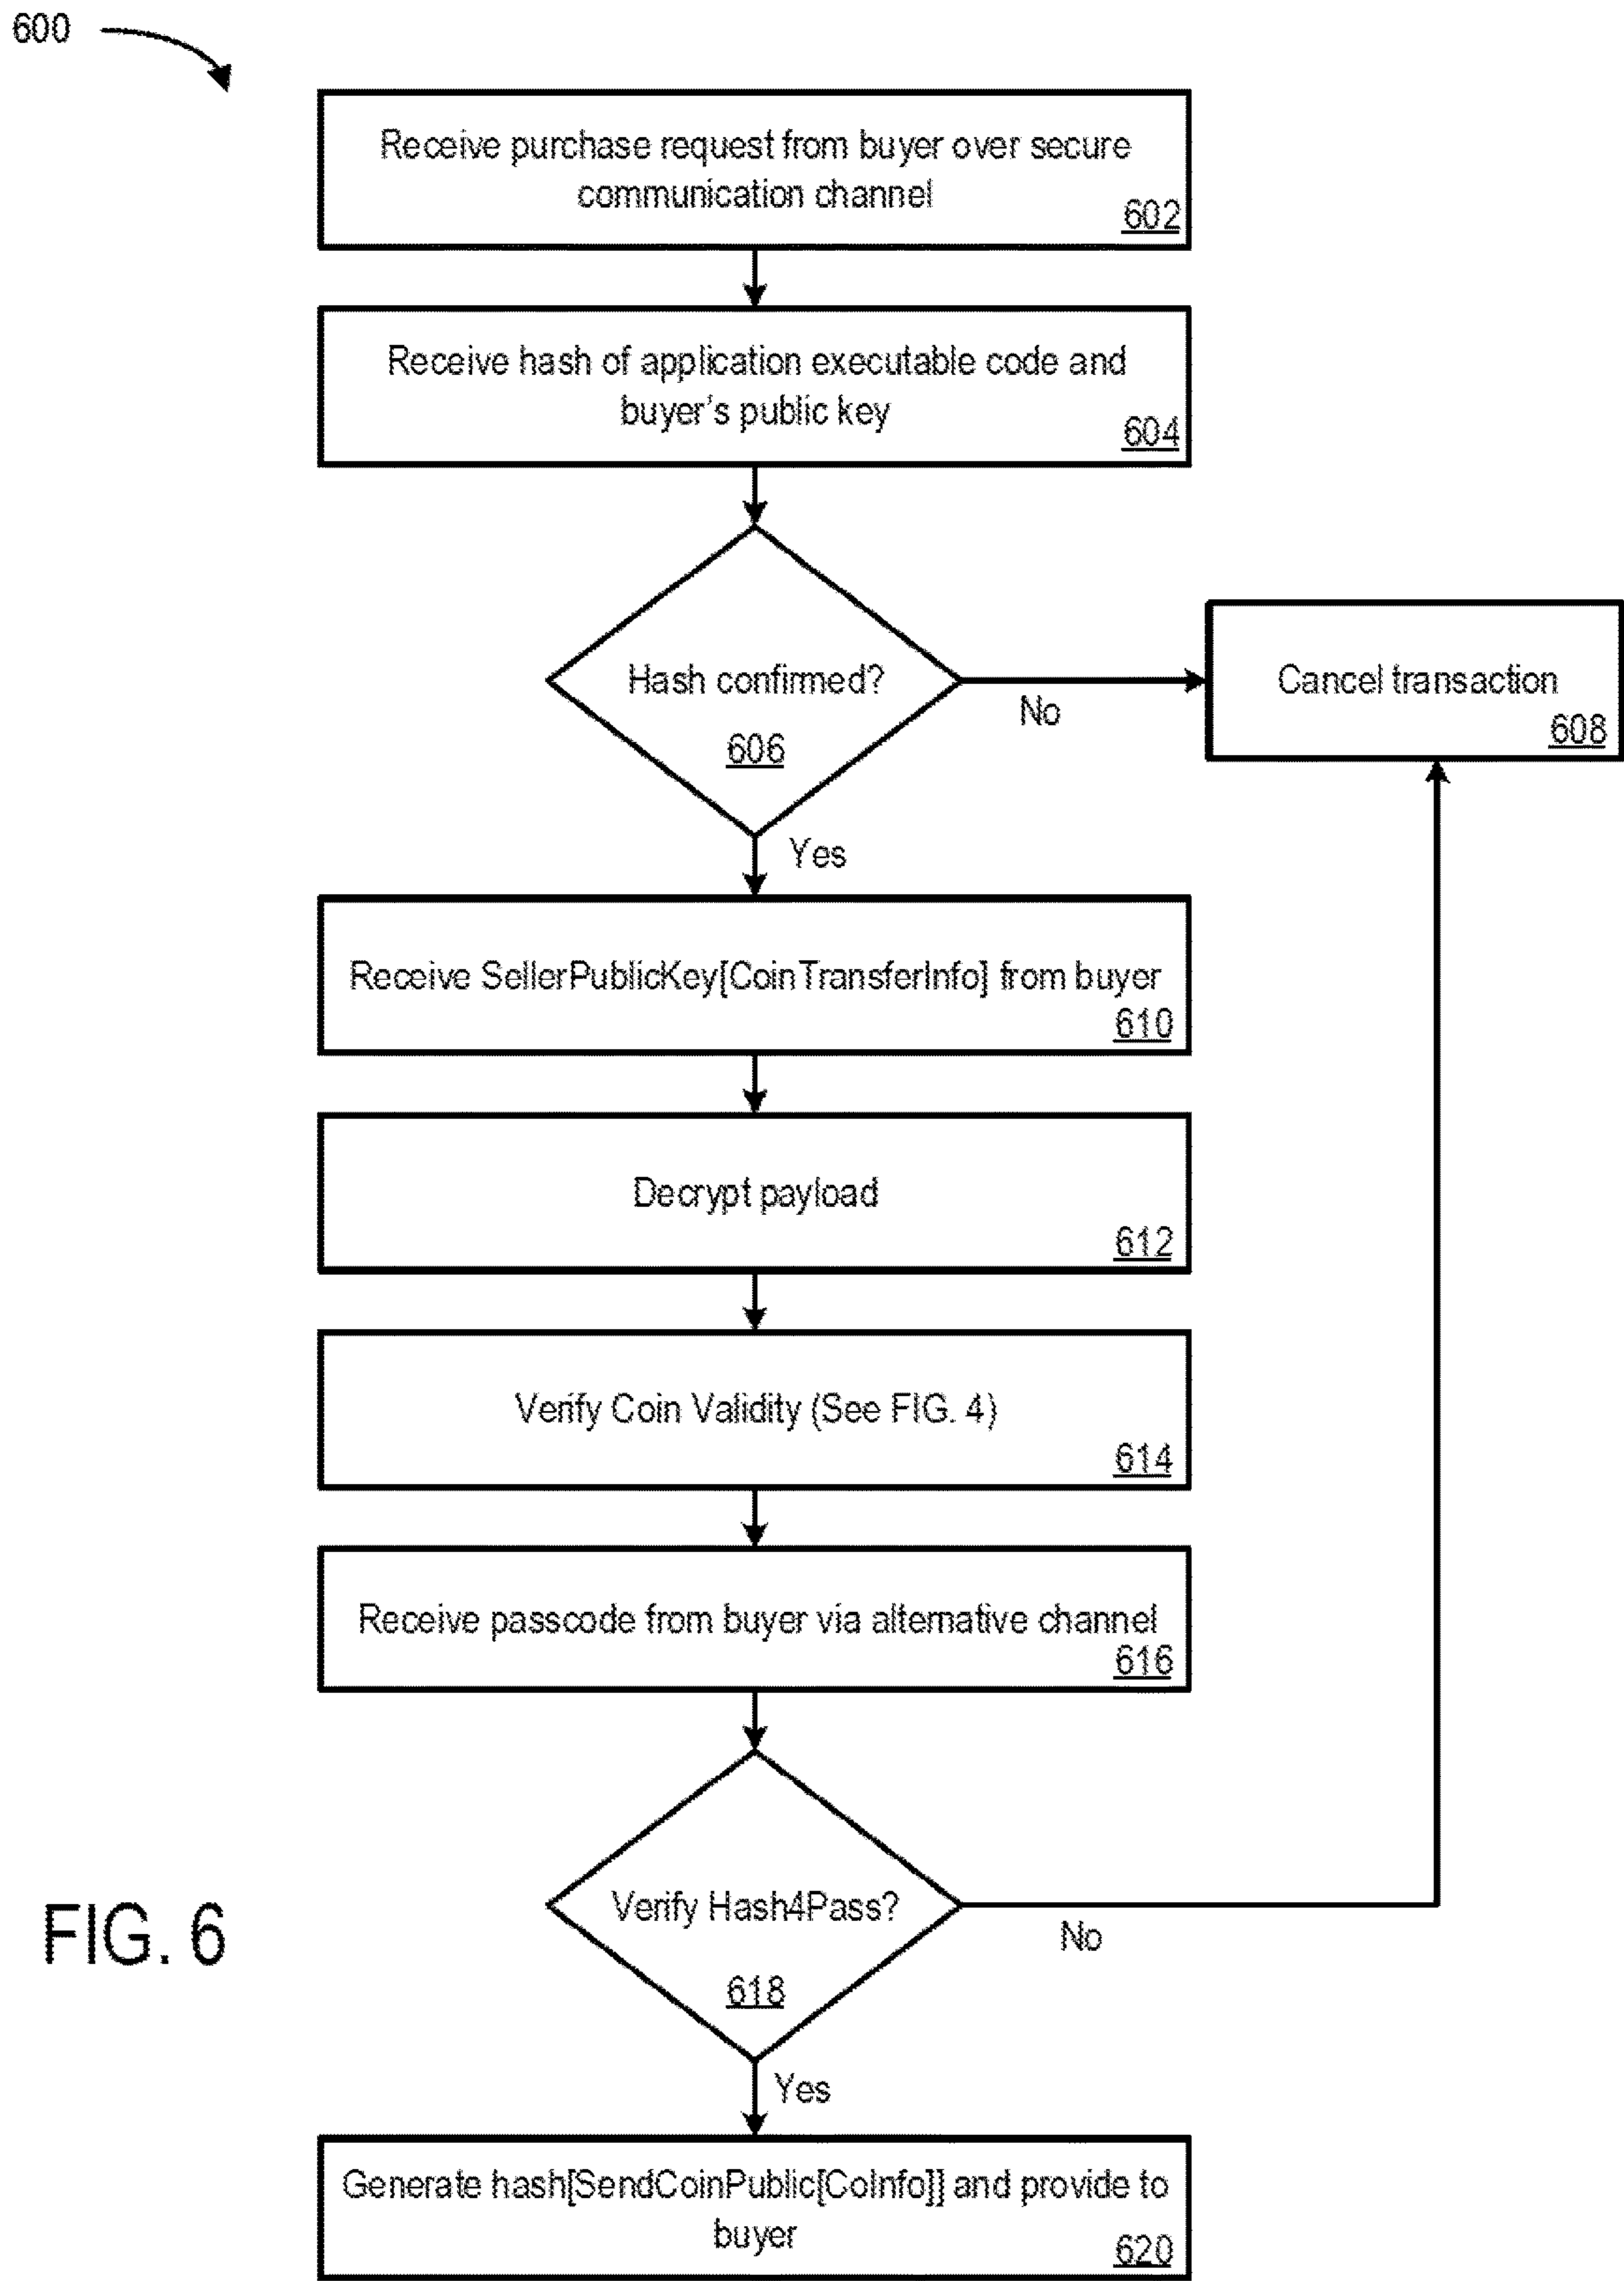 600
Receive purchase request from buyer over secure
communication channel
602
Receive hash of application executable code and
buyer's public key
604
Hash confirmed?
606
No
Cancel transaction
608
Yes
Receive SellerPublicKey[CoinTransferInfo] from buyer
610
Decrypt payload
612
Verify Coin Validity (See FIG. 4)
614
Receive passcode from buyer via alternative channel
616
Verify Hash4Pass?
618
No
Yes
Generate hash[SendCoinPublic[CoInfo]] and provide to
buyer
620
FIG. 6